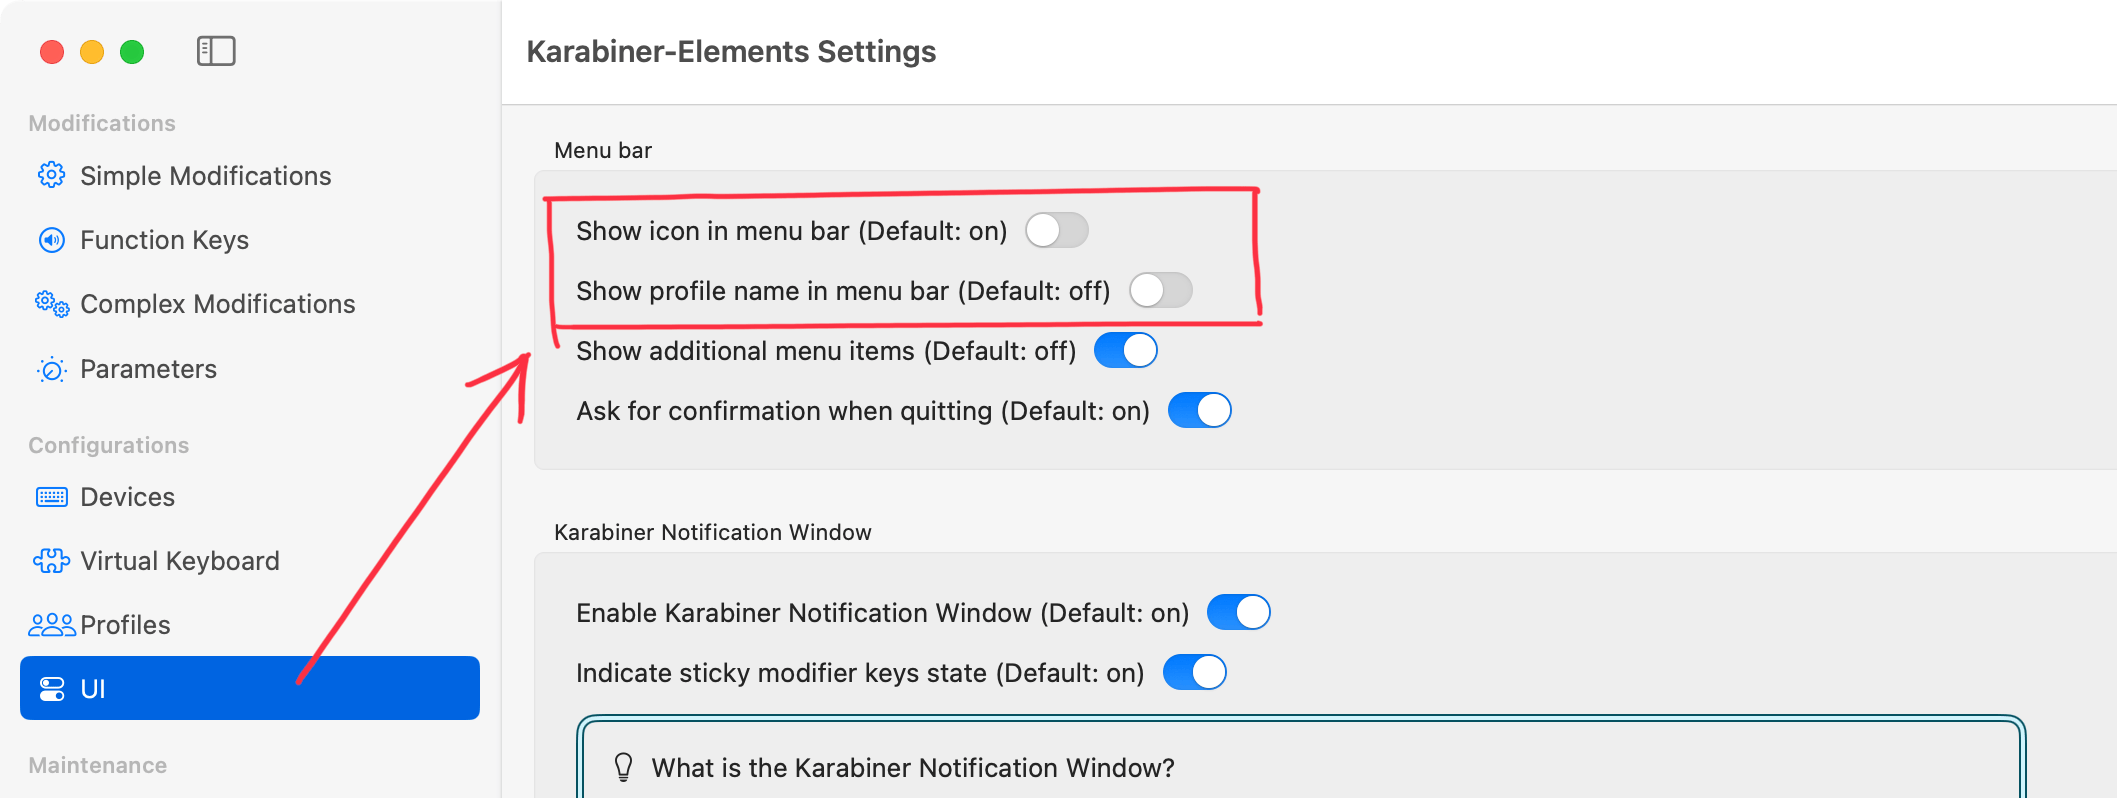 Karabiner-Elements Settings
Modifications
Simple Modifications
Function Keys
Complex Modifications
Parameters
Configurations
Devices
Virtual Keyboard
Profiles
UI
Maintenance
Menu bar
Show icon in menu bar (Default: on)
Show profile name in menu bar (Default: off)
Show additional menu items (Default: off)
Ask for confirmation when quitting (Default: on)
Karabiner Notification Window
Enable Karabiner Notification Window (Default: on)
Indicate sticky modifier keys state (Default: on)
What is the Karabiner Notification Window?